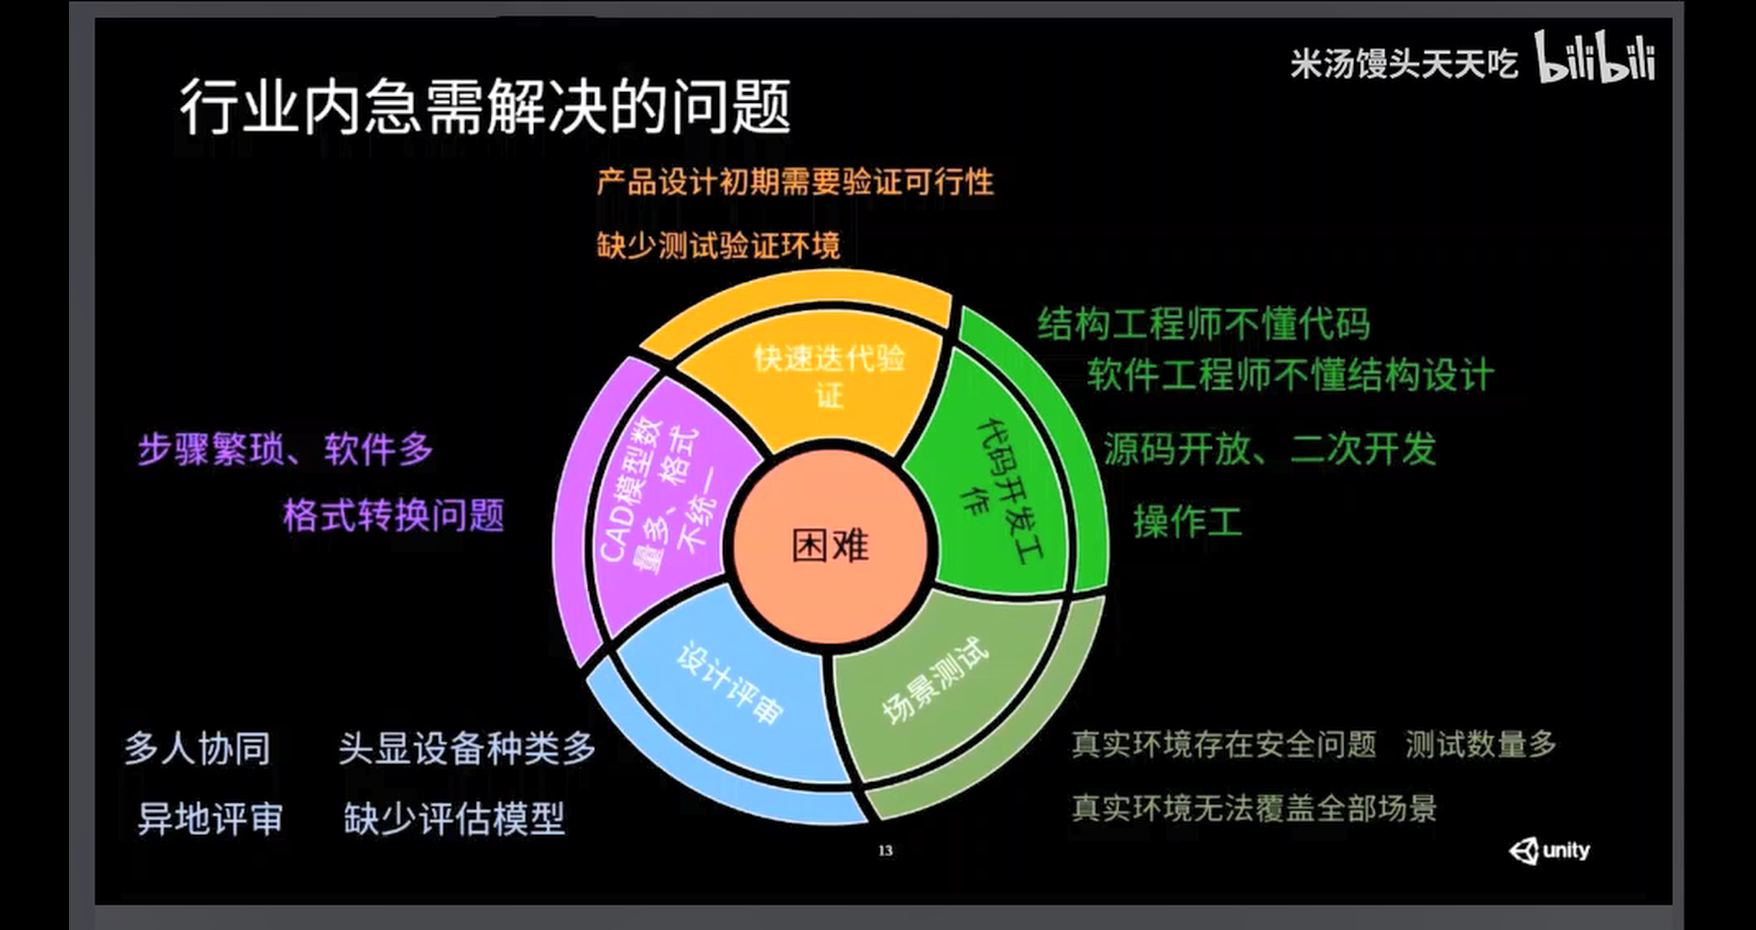 米汤馒头天天吃 bilibili
行业内急需解决的问题
产品设计初期需要验证可行性
缺少测试验证环境
快速迭代验
证
结构工程师不懂代码
软件工程师不懂结构设计
源码开放、二次开发
操作工
代码开发工
作
步骤繁琐、软件多
格式转换问题
CAD模型数
量多、格式
不统一
困难
设计评审
场景测试
多人协同 头显设备种类多
异地评审 缺少评估模型
真实环境存在安全问题 测试数量多
真实环境无法覆盖全部场景
13
unity